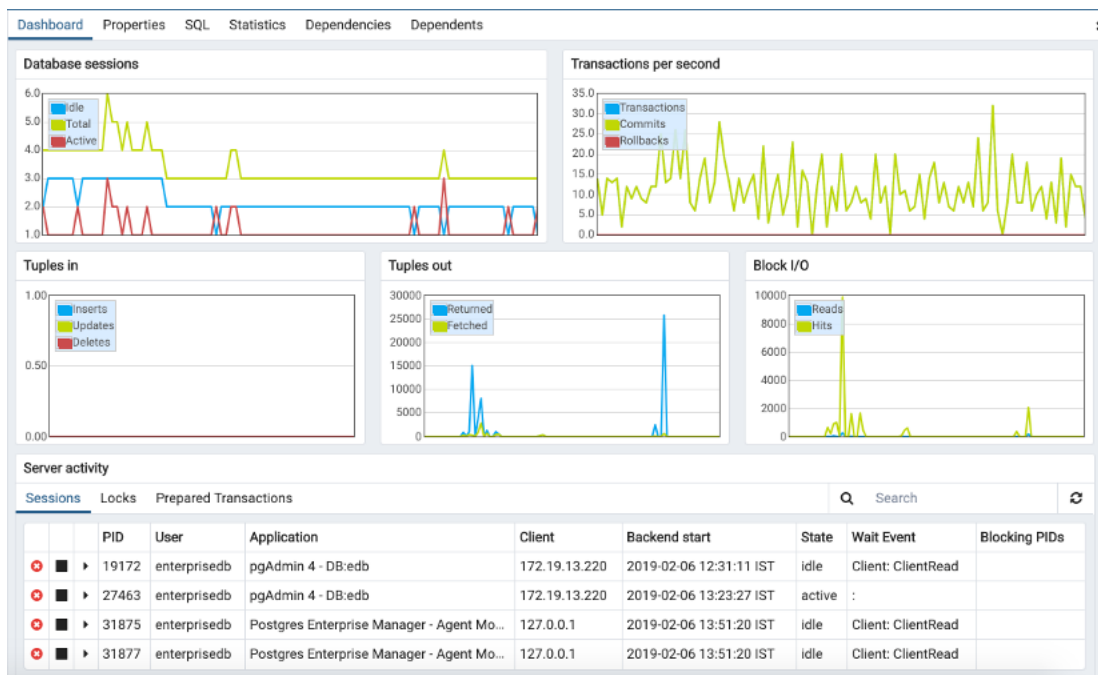 Dashboard Properties SQL Statistics Dependencies Dependents
Database sessions
6.0
5.0
4.0
3.0
2.0
1.0
Idle
Total
Active
Transactions per second
35.0
30.0
25.0
20.0
15.0
10.0
5.0
0.0
Transactions
Commits
Rollbacks
Tuples in
1.00
0.50
0.00
Inserts
Updates
Deletes
Tuples out
30000
25000
20000
15000
10000
5000
0
Returned
Fetched
Block I/O
10000
8000
6000
4000
2000
0
Reads
Hits
Server activity
Sessions Locks Prepared Transactions Search
PID User Application Client Backend start State Wait Event Blocking PIDs
19172 enterprisedb pgAdmin 4 - DB:edb 172.19.13.220 2019-02-06 12:31:11 IST idle Client: ClientRead
27463 enterprisedb pgAdmin 4 - DB:edb 172.19.13.220 2019-02-06 13:23:27 IST active :
31875 enterprisedb Postgres Enterprise Manager - Agent Mo... 127.0.0.1 2019-02-06 13:51:20 IST idle Client: ClientRead
31877 enterprisedb Postgres Enterprise Manager - Agent Mo... 127.0.0.1 2019-02-06 13:51:20 IST idle Client: ClientRead